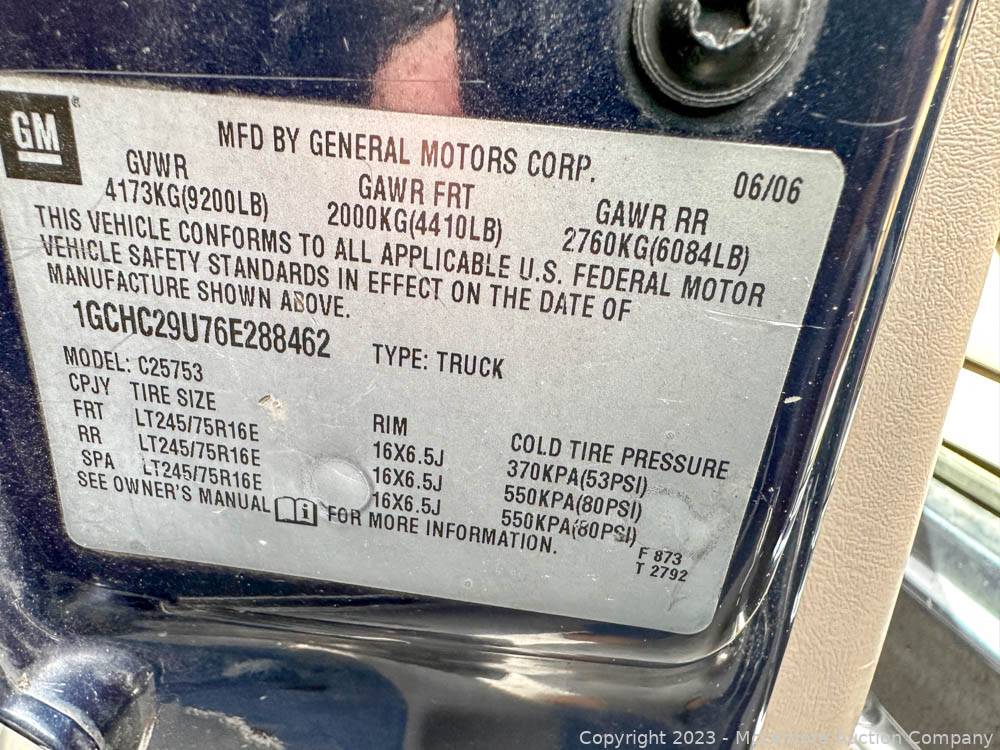 GM
MFD BY GENERAL MOTORS CORP.
06/06
GVWR GAWR FRT GAWR RR
4173KG(9200LB) 2000KG(4410LB) 2760KG(6084LB)
THIS VEHICLE CONFORMS TO ALL APPLICABLE U.S. FEDERAL MOTOR
VEHICLE SAFETY STANDARDS IN EFFECT ON THE DATE OF
MANUFACTURE SHOWN ABOVE.
1GCHC29U76E288462 TYPE: TRUCK
MODEL: C25753
CPJY TIRE SIZE RIM COLD TIRE PRESSURE
FRT LT245/75R16E 16X6.5J 370KPA(53PSI)
RR LT245/75R16E 16X6.5J 550KPA(80PSI)
SPA LT245/75R16E 16X6.5J 550KPA(80PSI)
SEE OWNER'S MANUAL i FOR MORE INFORMATION.
F 873
T 2792
Copyright © 2023 - Auction Company